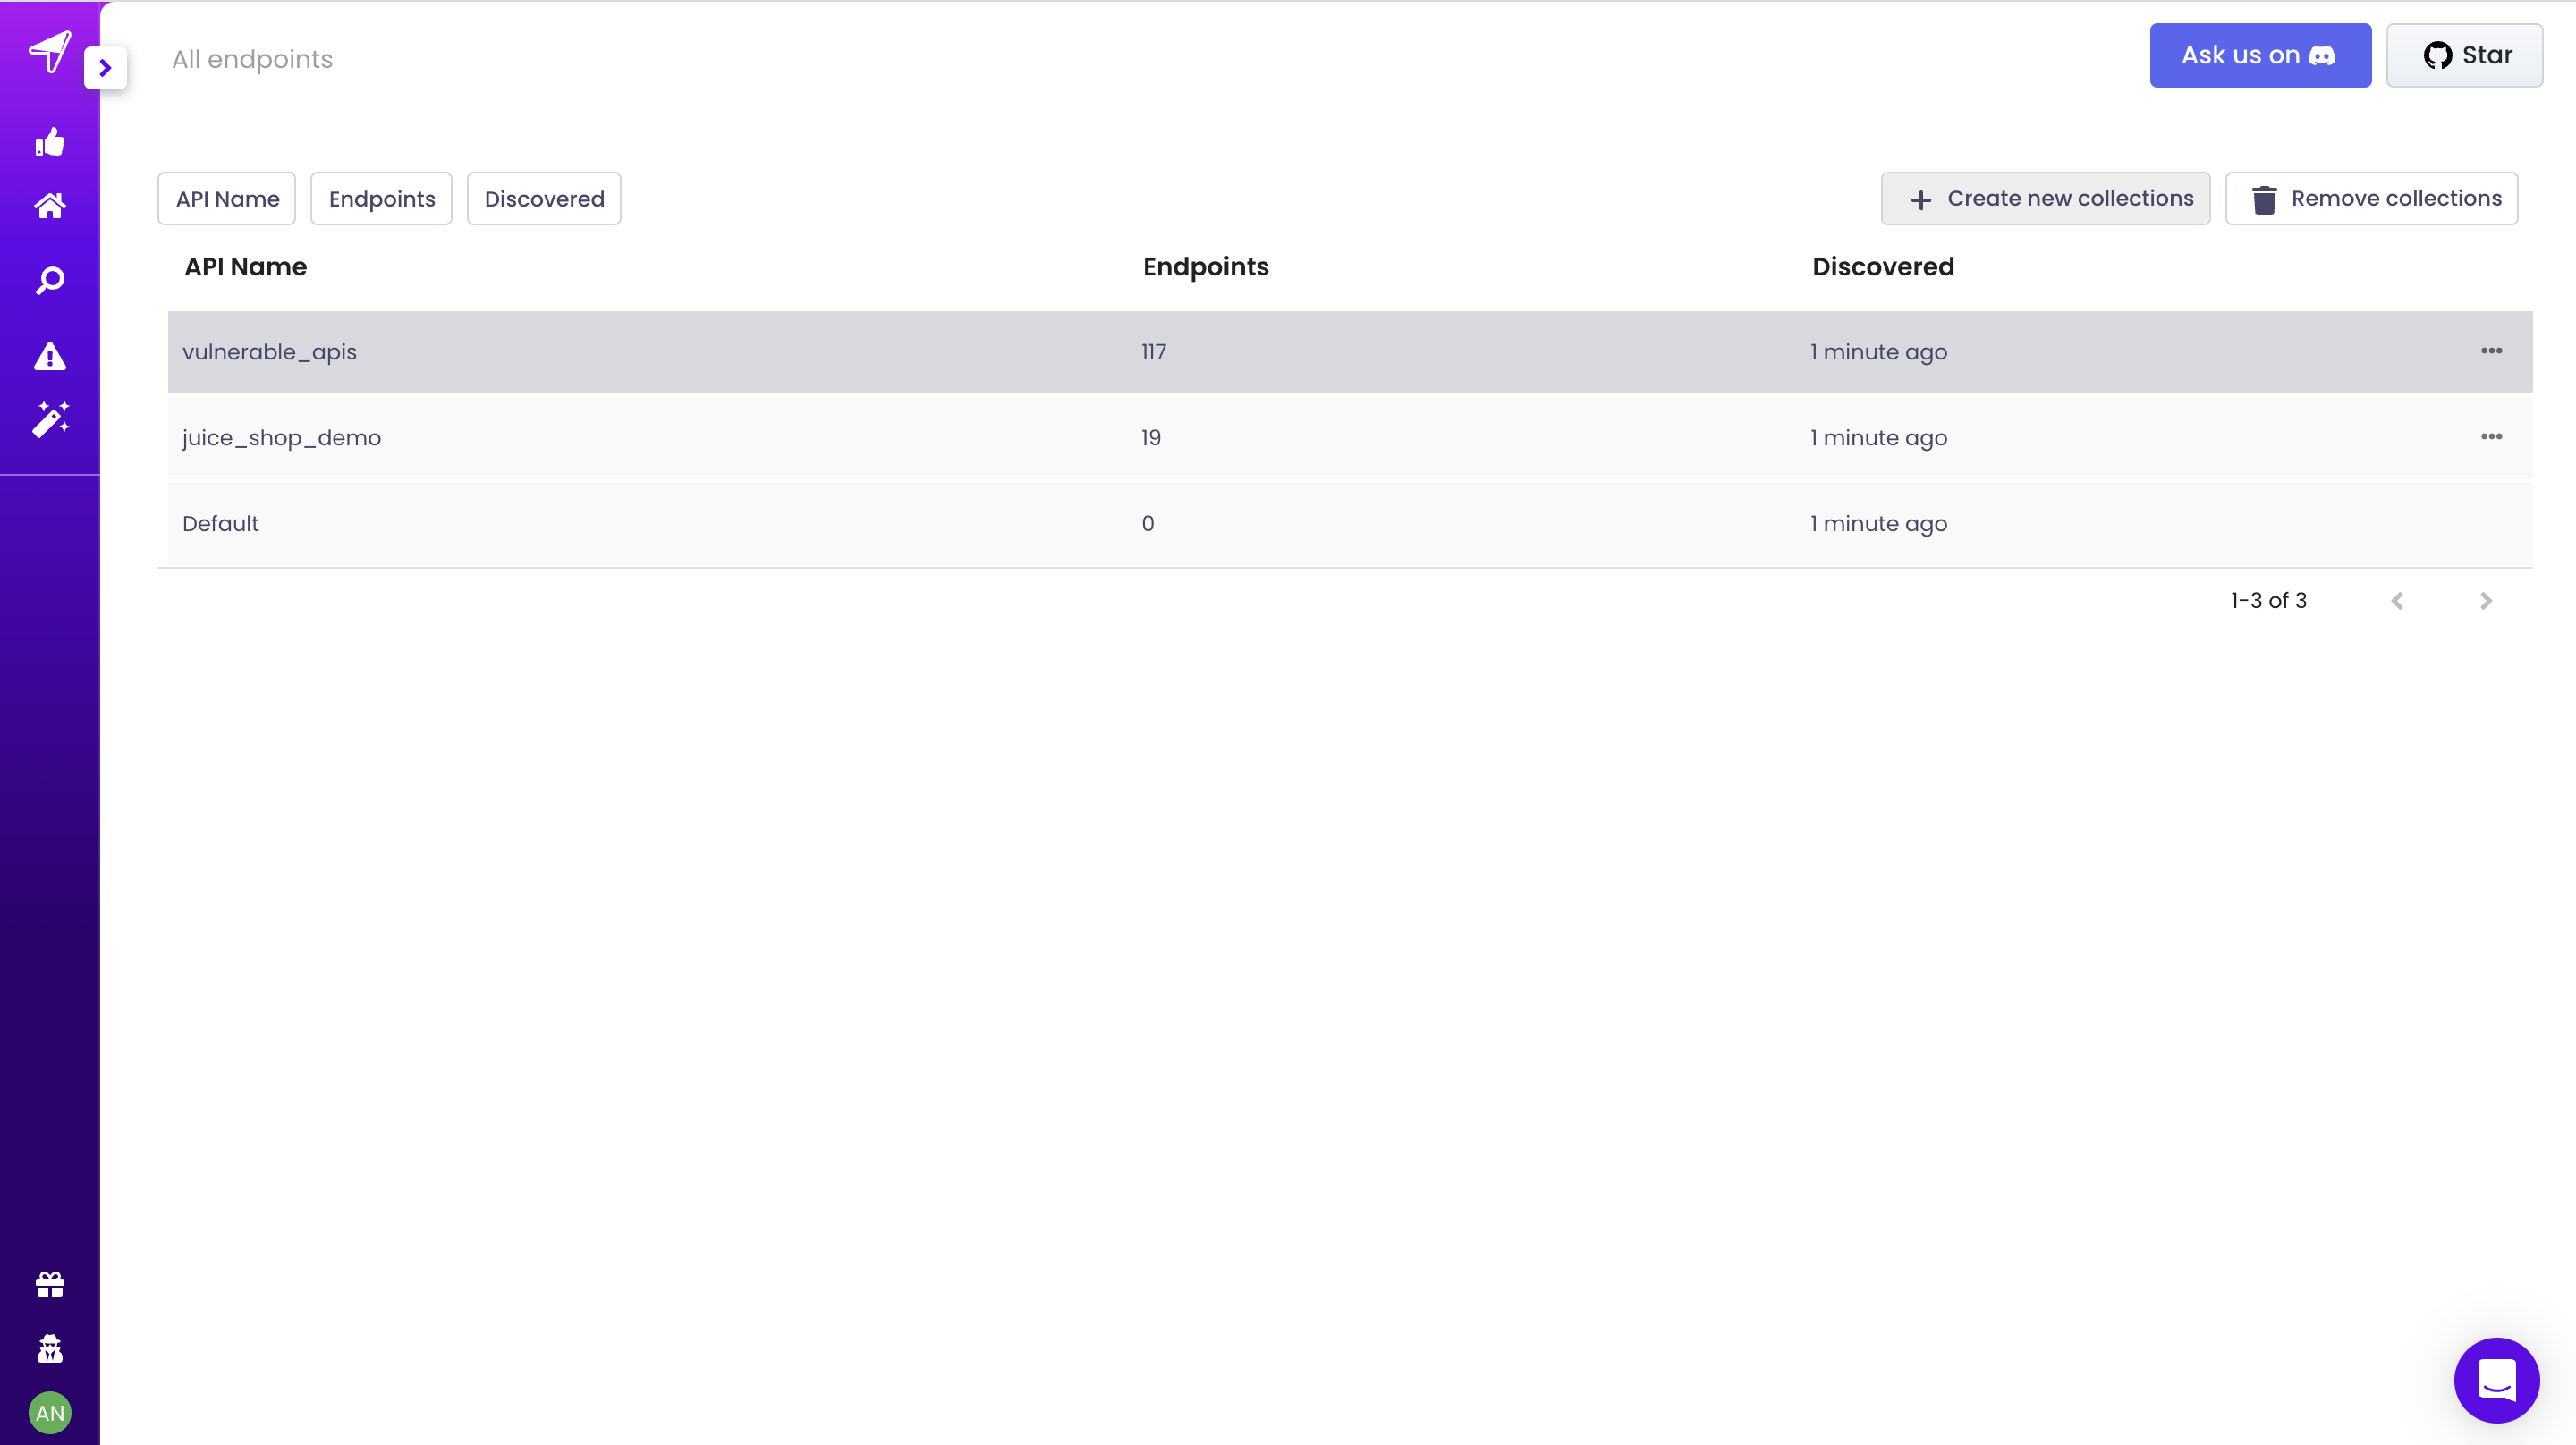 All endpoints
Ask us on
Star
API Name Endpoints Discovered
Create new collections Remove collections
API Name Endpoints Discovered
vulnerable_apis 117 1 minute ago
juice_shop_demo 19 1 minute ago
Default 0 1 minute ago
1-3 of 3
AN